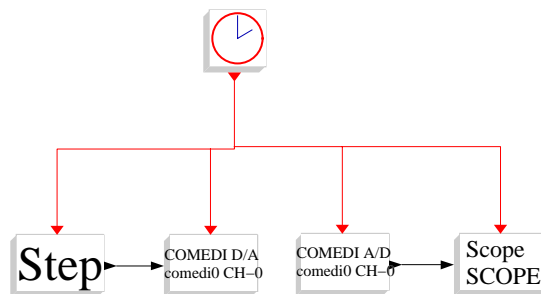 Step
COMEDI D/A
comedi0 CH−0
COMEDI A/D
comedi0 CH−0
Scope
SCOPE